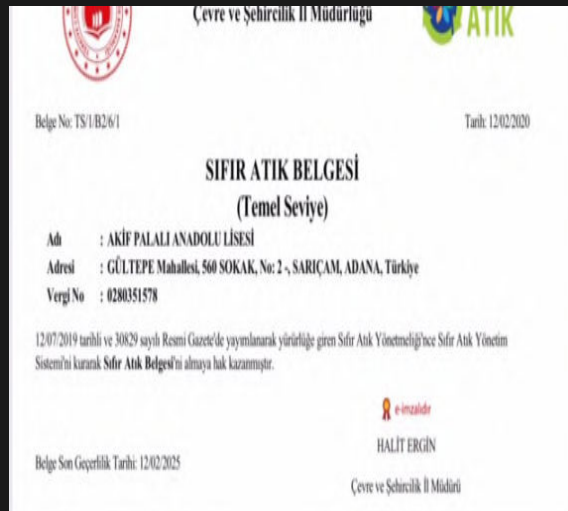 Çevre ve Şehircilik İl Müdürlüğü
ATIK
Belge No: TS/1/B2/6/1
Tarih: 12/02/2020
SIFIR ATIK BELGESİ
(Temel Seviye)
Adı : AKİF PALALI ANADOLU LİSESİ
Adresi : GÜLTEPE Mahallesi, 560 SOKAK, No: 2 -, SARIÇAM, ADANA, Türkiye
Vergi No : 0280351578
12/07/2019 tarihli ve 30829 sayılı Resmi Gazete'de yayımlanarak yürürlüğe giren Sıfır Atık Yönetmeliği'nce Sıfır Atık Yönetim
Sistemi'ni kurarak Sıfır Atık Belgesi'ni almaya hak kazanmıştır.
e-imzalıdır
HALİT ERGİN
Belge Son Geçerlilik Tarihi: 12/02/2025
Çevre ve Şehircilik İl Müdürü